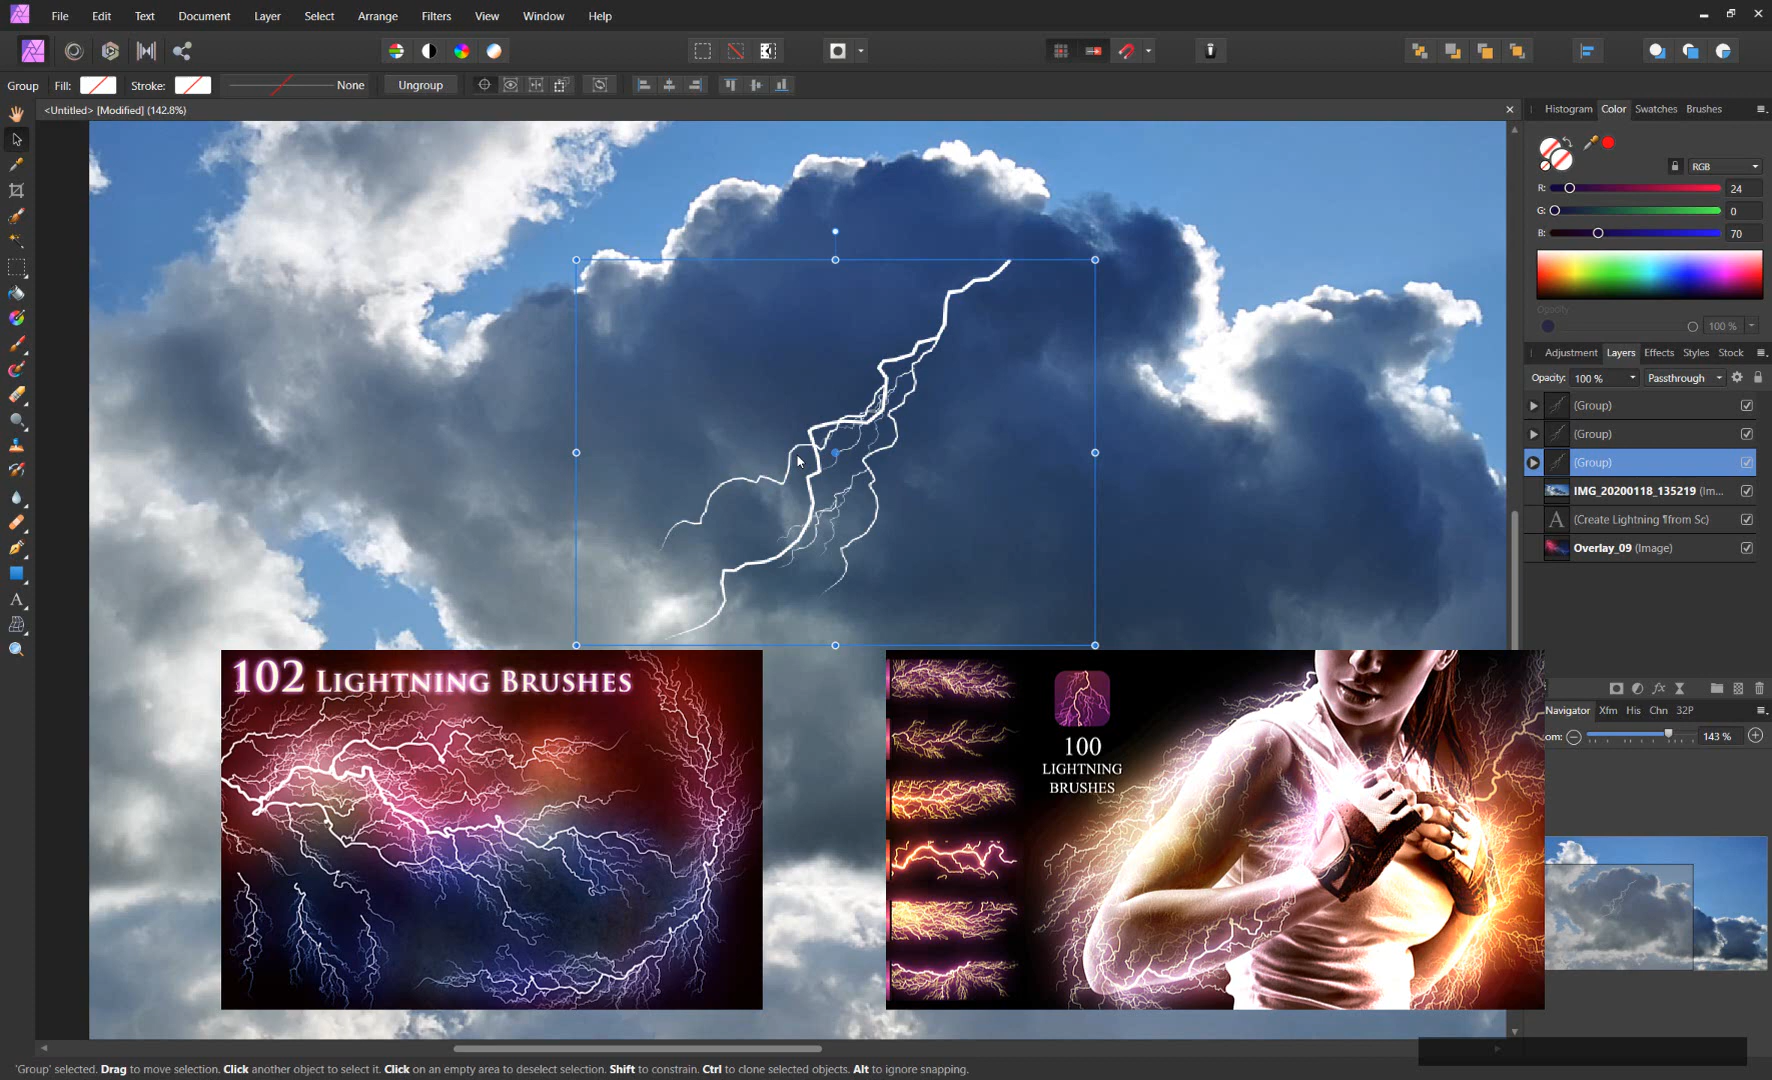 File Edit Text Document Layer Select Arrange Filters View Window Help
Group Fill: Stroke: None Ungroup
<Untitled> [Modified] (142.8%)
Histogram Color Swatches Brushes
RGB
R: 24
G: 0
B: 70
Opacity
100 %
Adjustment Layers Effects Styles Stock
Opacity: 100 % Passthrough
(Group)
(Group)
(Group)
IMG_20200118_135219 (Im...
(Create Lightning ¶from Sc)
Overlay_09 (Image)
Navigator Xfm His Chn 32P
om: 143 %
102 LIGHTNING BRUSHES
100
LIGHTNING
BRUSHES
'Group' selected. Drag to move selection. Click another object to select it. Click on an empty area to deselect selection. Shift to constrain. Ctrl to clone selected objects. Alt to ignore snapping.